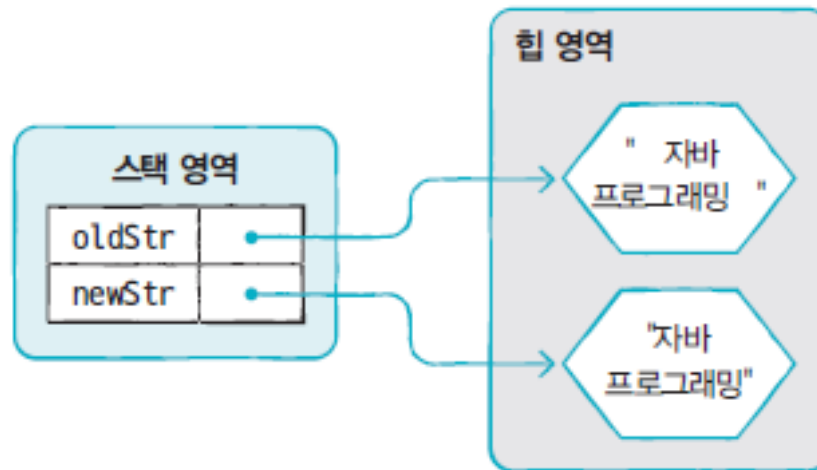 힙 영역
스택 영역
oldStr
newStr
" 자바
프로그래밍 "
"자바
프로그래밍"